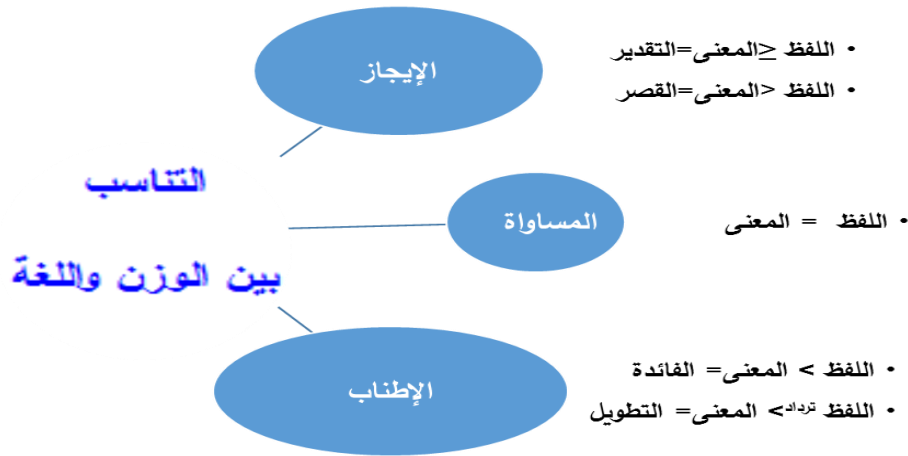 الإيجاز
• اللفظ ≤المعنى=التقدير
• اللفظ <المعنى=القصر
التناسب
بين الوزن واللغة
المساواة
• اللفظ = المعنى
الإطناب
• اللفظ > المعنى= الفائدة
• اللفظ ترداد> المعنى= التطويل